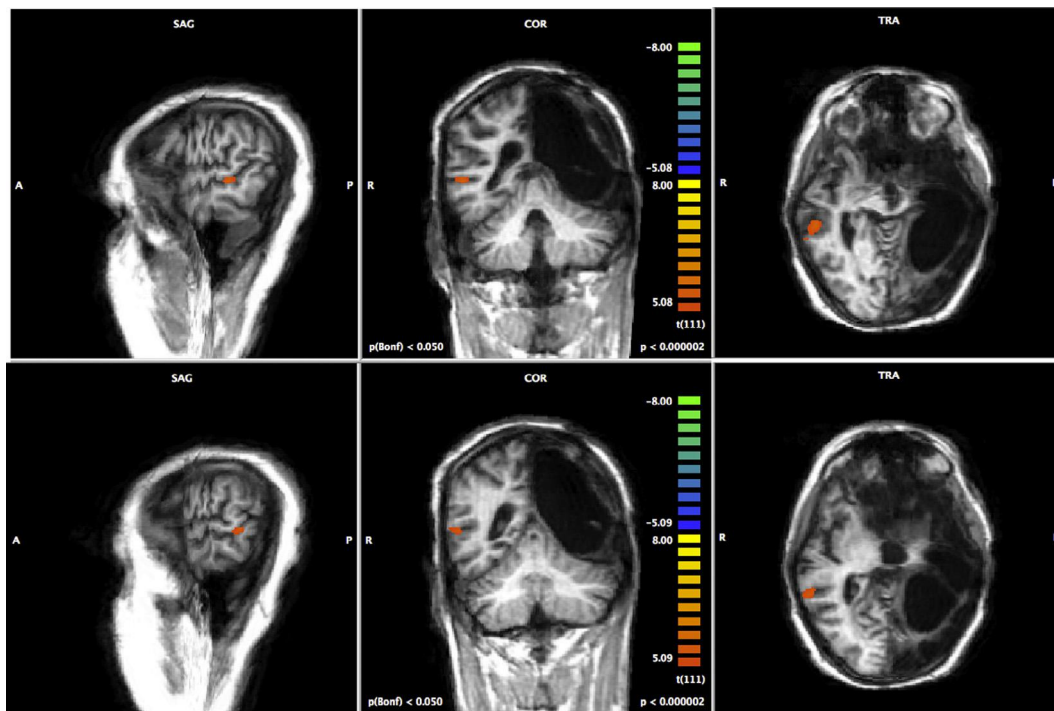 SAG
COR
TRA
−8.00
−5.08
A
P
R
8.00
R
5.08
t(111)
p(Bonf) < 0.050
p < 0.000002
SAG
COR
TRA
−8.00
−5.09
A
P
R
8.00
R
5.09
t(111)
p(Bonf) < 0.050
p < 0.000002